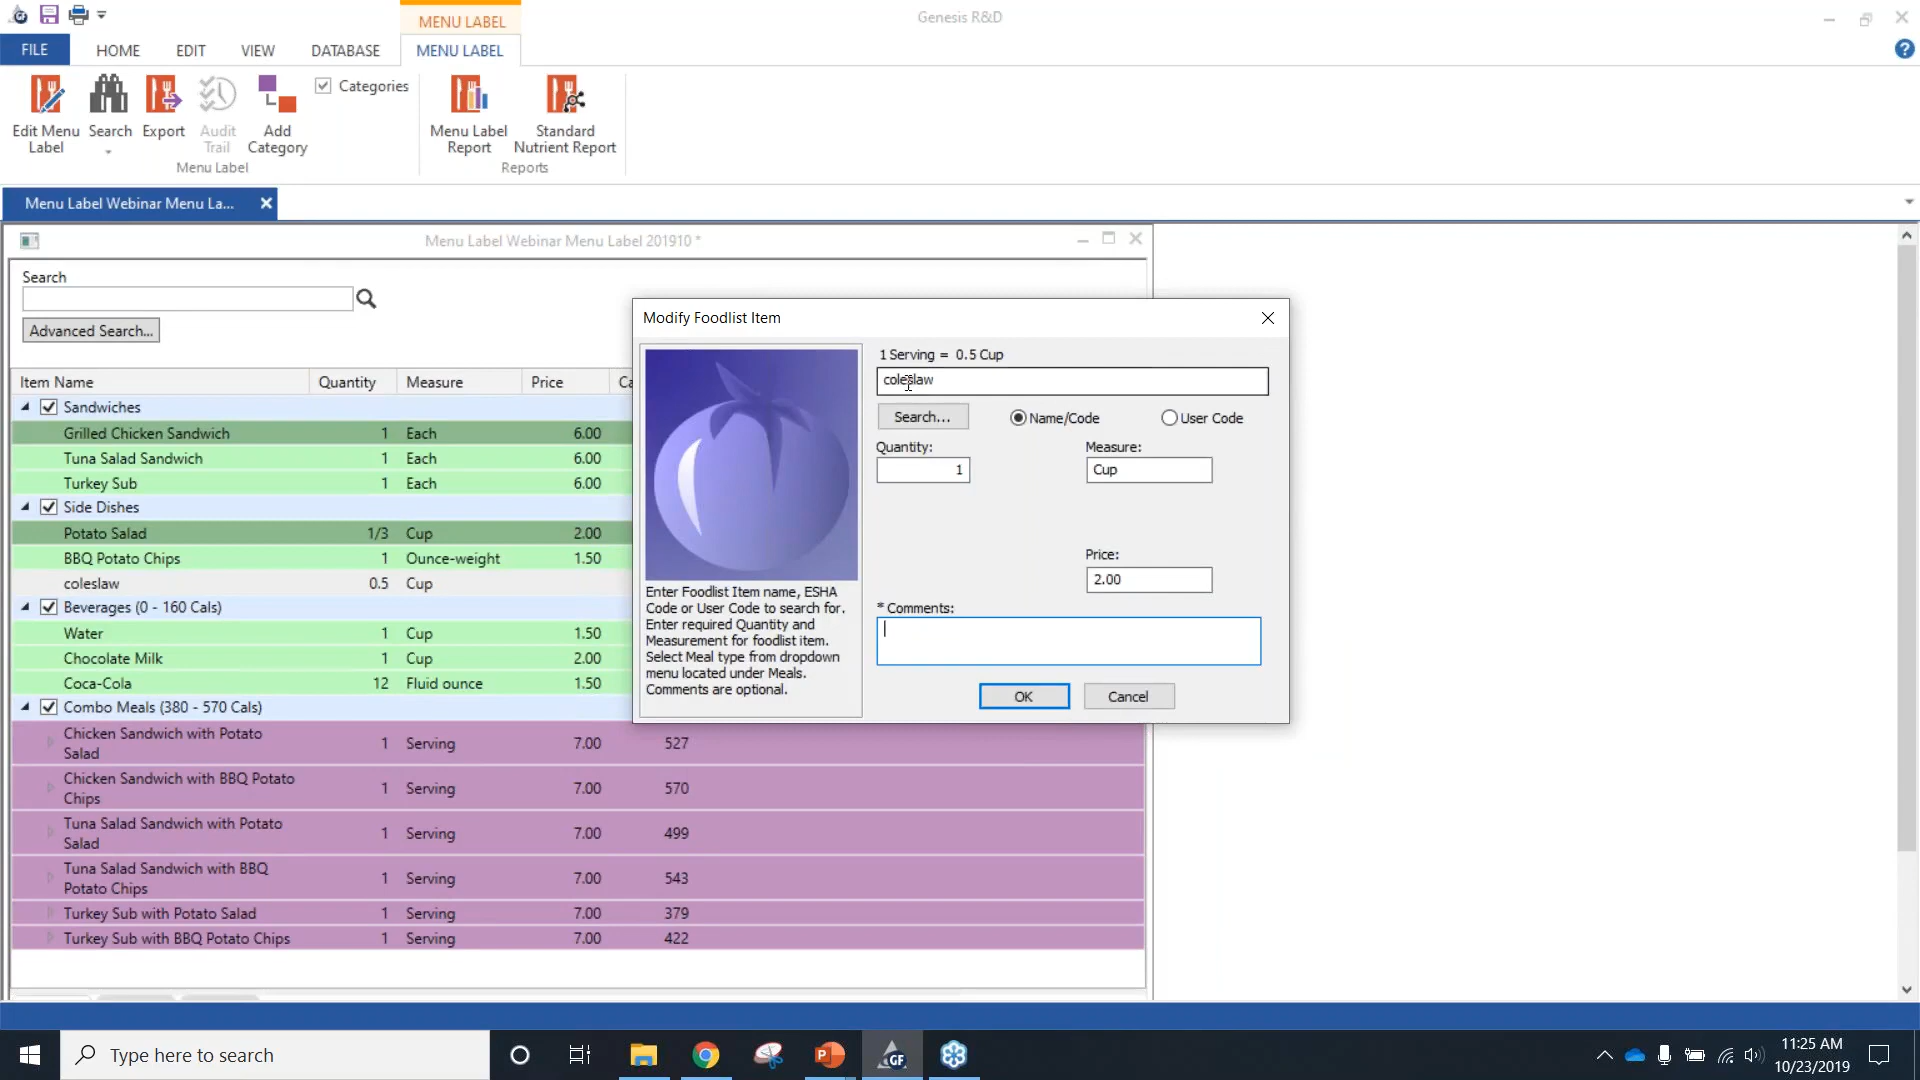 MENU LABEL
Genesis R&D
FILE
HOME
EDIT
VIEW
DATABASE
MENU LABEL
Edit Menu
Label
Search
Export
Audit
Trail
Add
Category
Categories
Menu Label
Report
Standard
Nutrient Report
Menu Label
Reports
Menu Label Webinar Menu La...
Menu Label Webinar Menu Label 201910 *
Search
Advanced Search...
Item Name Quantity Measure Price Ca
Sandwiches
Grilled Chicken Sandwich 1 Each 6.00
Tuna Salad Sandwich 1 Each 6.00
Turkey Sub 1 Each 6.00
Side Dishes
Potato Salad 1/3 Cup 2.00
BBQ Potato Chips 1 Ounce-weight 1.50
coleslaw 0.5 Cup
Beverages (0 - 160 Cals)
Water 1 Cup 1.50
Chocolate Milk 1 Cup 2.00
Coca-Cola 12 Fluid ounce 1.50
Combo Meals (380 - 570 Cals)
Chicken Sandwich with Potato
Salad 1 Serving 7.00 527
Chicken Sandwich with BBQ Potato
Chips 1 Serving 7.00 570
Tuna Salad Sandwich with Potato
Salad 1 Serving 7.00 499
Tuna Salad Sandwich with BBQ
Potato Chips 1 Serving 7.00 543
Turkey Sub with Potato Salad 1 Serving 7.00 379
Turkey Sub with BBQ Potato Chips 1 Serving 7.00 422
Modify Foodlist Item
1 Serving = 0.5 Cup
coleslaw
Search...
Name/Code
User Code
Quantity:
Measure:
1
Cup
Price:
2.00
* Comments:
Enter Foodlist Item name, ESHA
Code or User Code to search for.
Enter required Quantity and
Measurement for foodlist item.
Select Meal type from dropdown
menu located under Meals.
Comments are optional.
OK
Cancel
Type here to search
GF
11:25 AM
10/23/2019